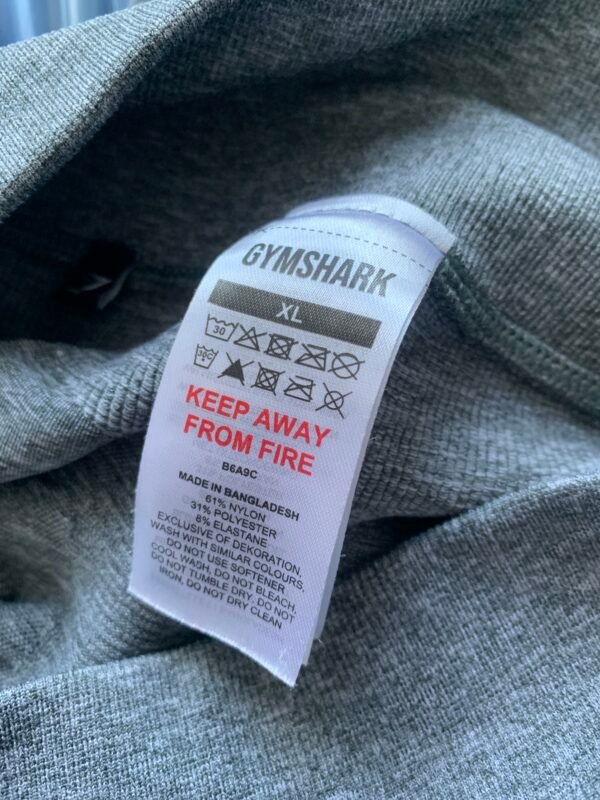 GYMSHARK
XL
30
30°C
KEEP AWAY
FROM FIRE
B6A9C
MADE IN BANGLADESH
61% NYLON
31% POLYESTER
8% ELASTANE
EXCLUSIVE OF DEKORATION,
WASH WITH SIMILAR COLOURS,
DO NOT USE SOFTENER
COOL WASH, DO NOT BLEACH,
DO NOT TUMBLE DRY, DO NOT
IRON, DO NOT DRY CLEAN